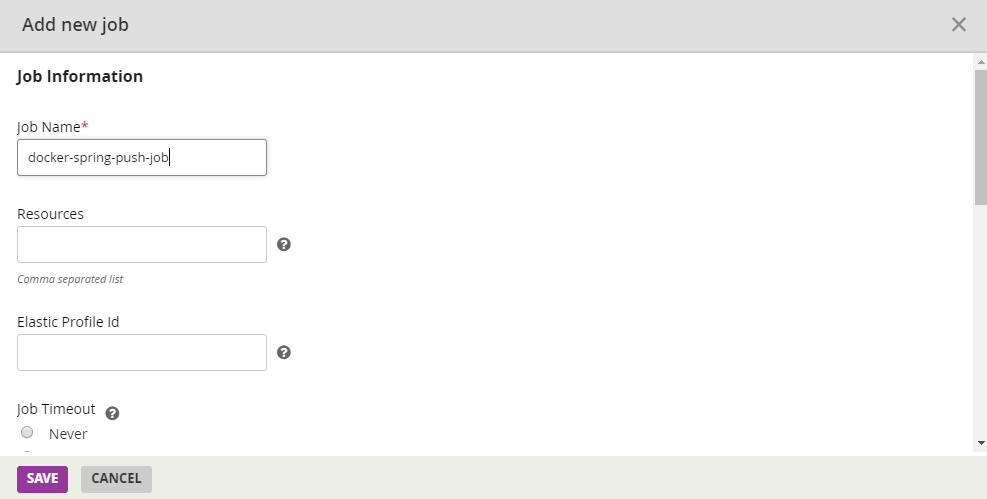 Add new job
Job Information
Job Name*
docker-spring-push-job
Resources
Comma separated list
Elastic Profile Id
Job Timeout
Never
SAVE CANCEL